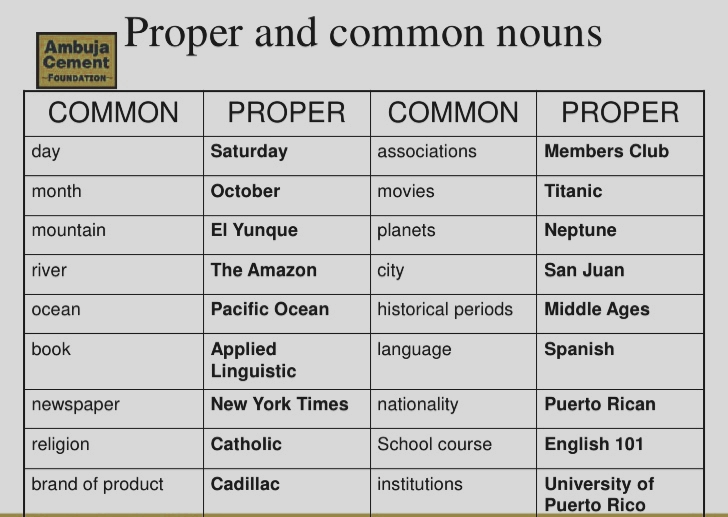 Proper and common nouns
Ambuja
Cement
FOUNDATION
COMMON PROPER COMMON PROPER
day Saturday associations Members Club
month October movies Titanic
mountain El Yunque planets Neptune
river The Amazon city San Juan
ocean Pacific Ocean historical periods Middle Ages
book Applied language Spanish
Linguistic
newspaper New York Times nationality Puerto Rican
religion Catholic School course English 101
brand of product Cadillac institutions University of
Puerto Rico